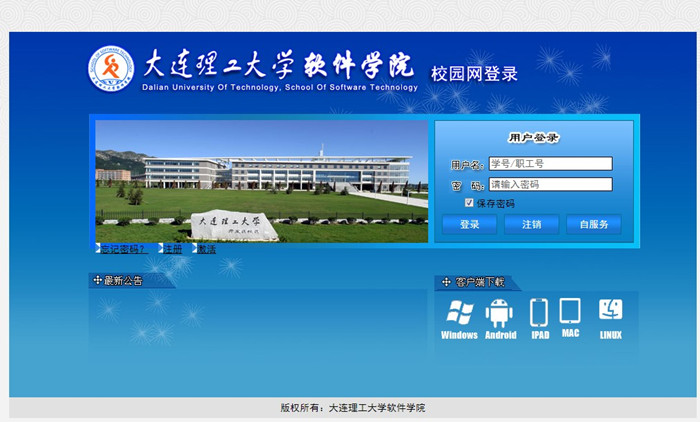 大连理工大学软件学院 校园网登录
Dalian University Of Technology, School Of Software Technology
用户登录
用户名: 学号/职工号
密 码: 请输入密码
保存密码
登录 注销 自服务
大连理工大学
忘记密码? 注册 激活
最新公告
客户端下载
Windows Android IPAD MAC LINUX
版权所有：大连理工大学软件学院